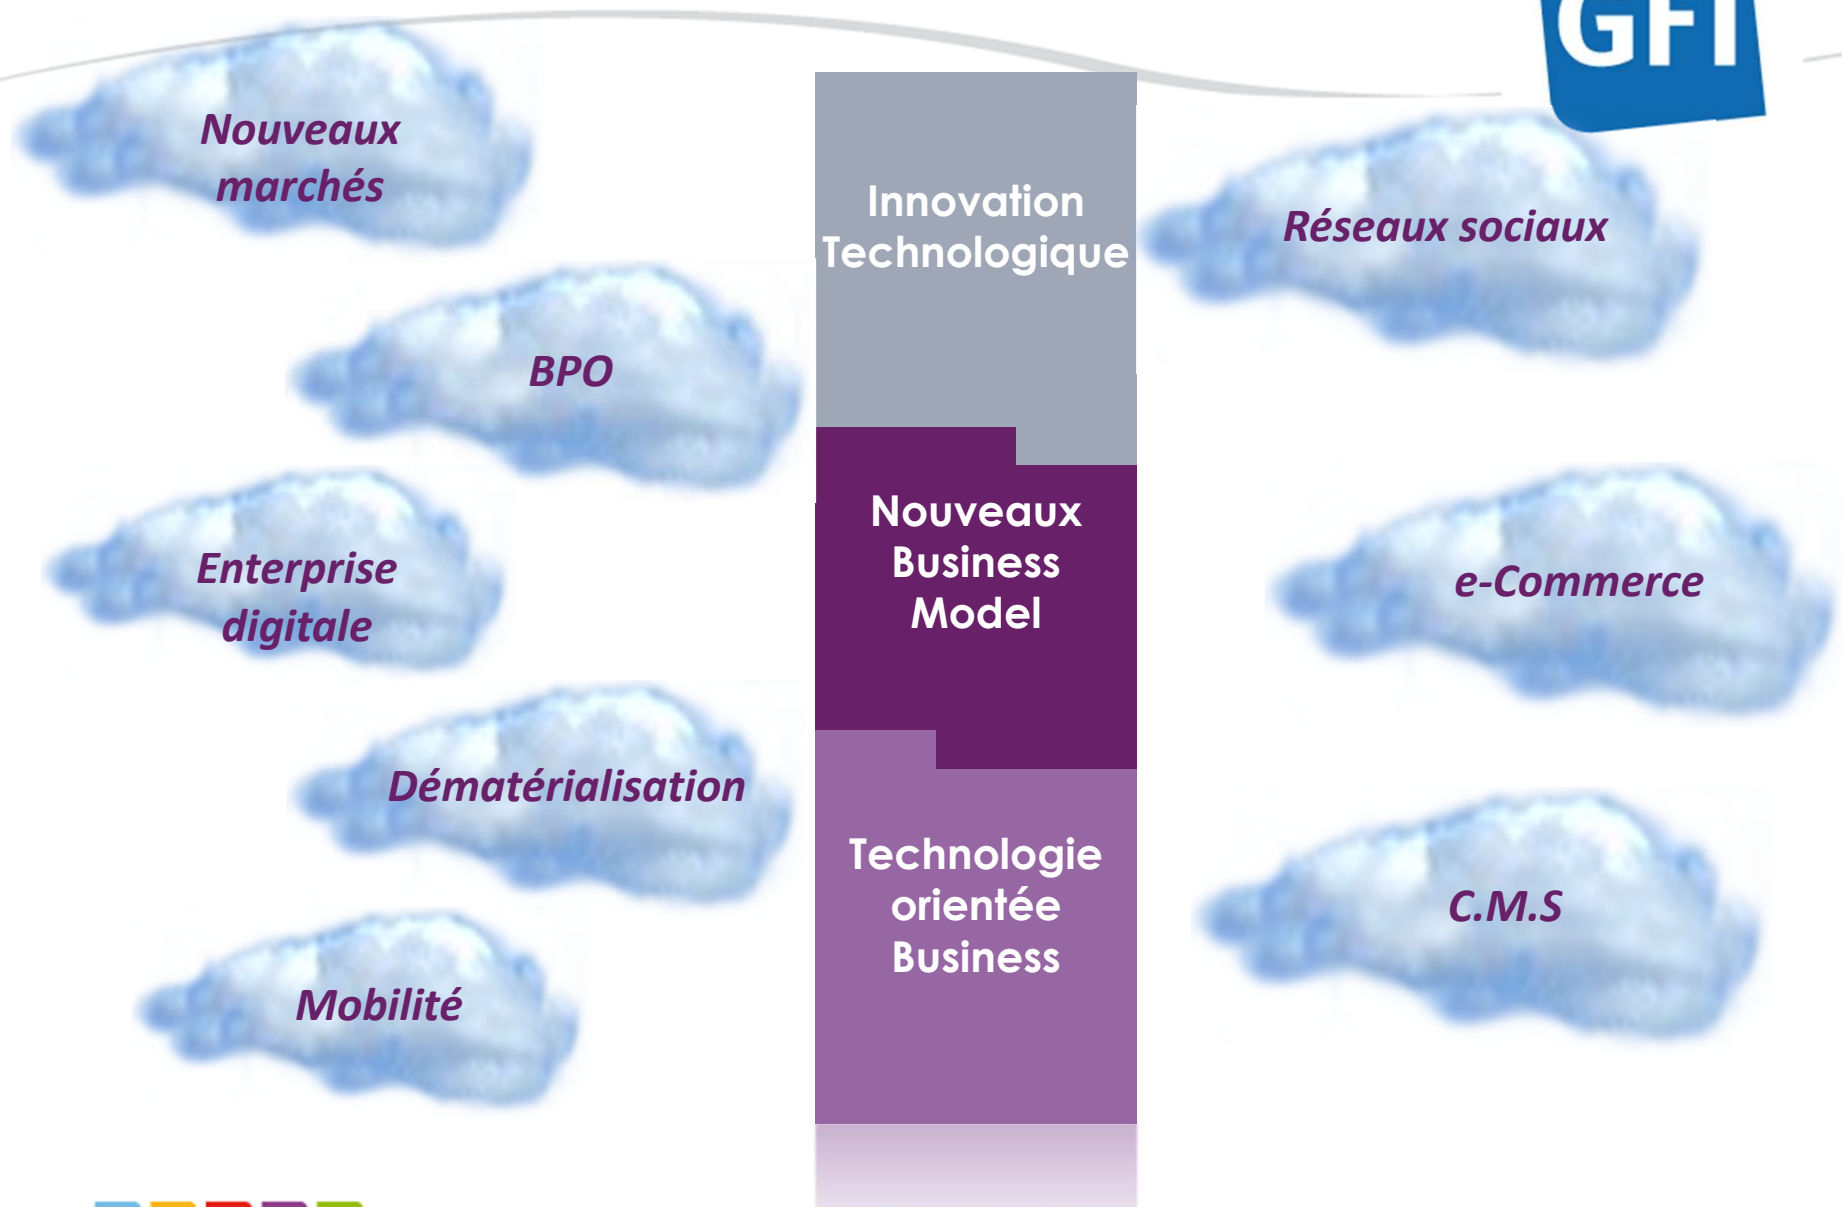 GFI
Nouveaux
marchés
BPO
Enterprise
digitale
Dématérialisation
Mobilité
Innovation
Technologique
Nouveaux
Business
Model
Technologie
orientée
Business
Réseaux sociaux
e-Commerce
C.M.S